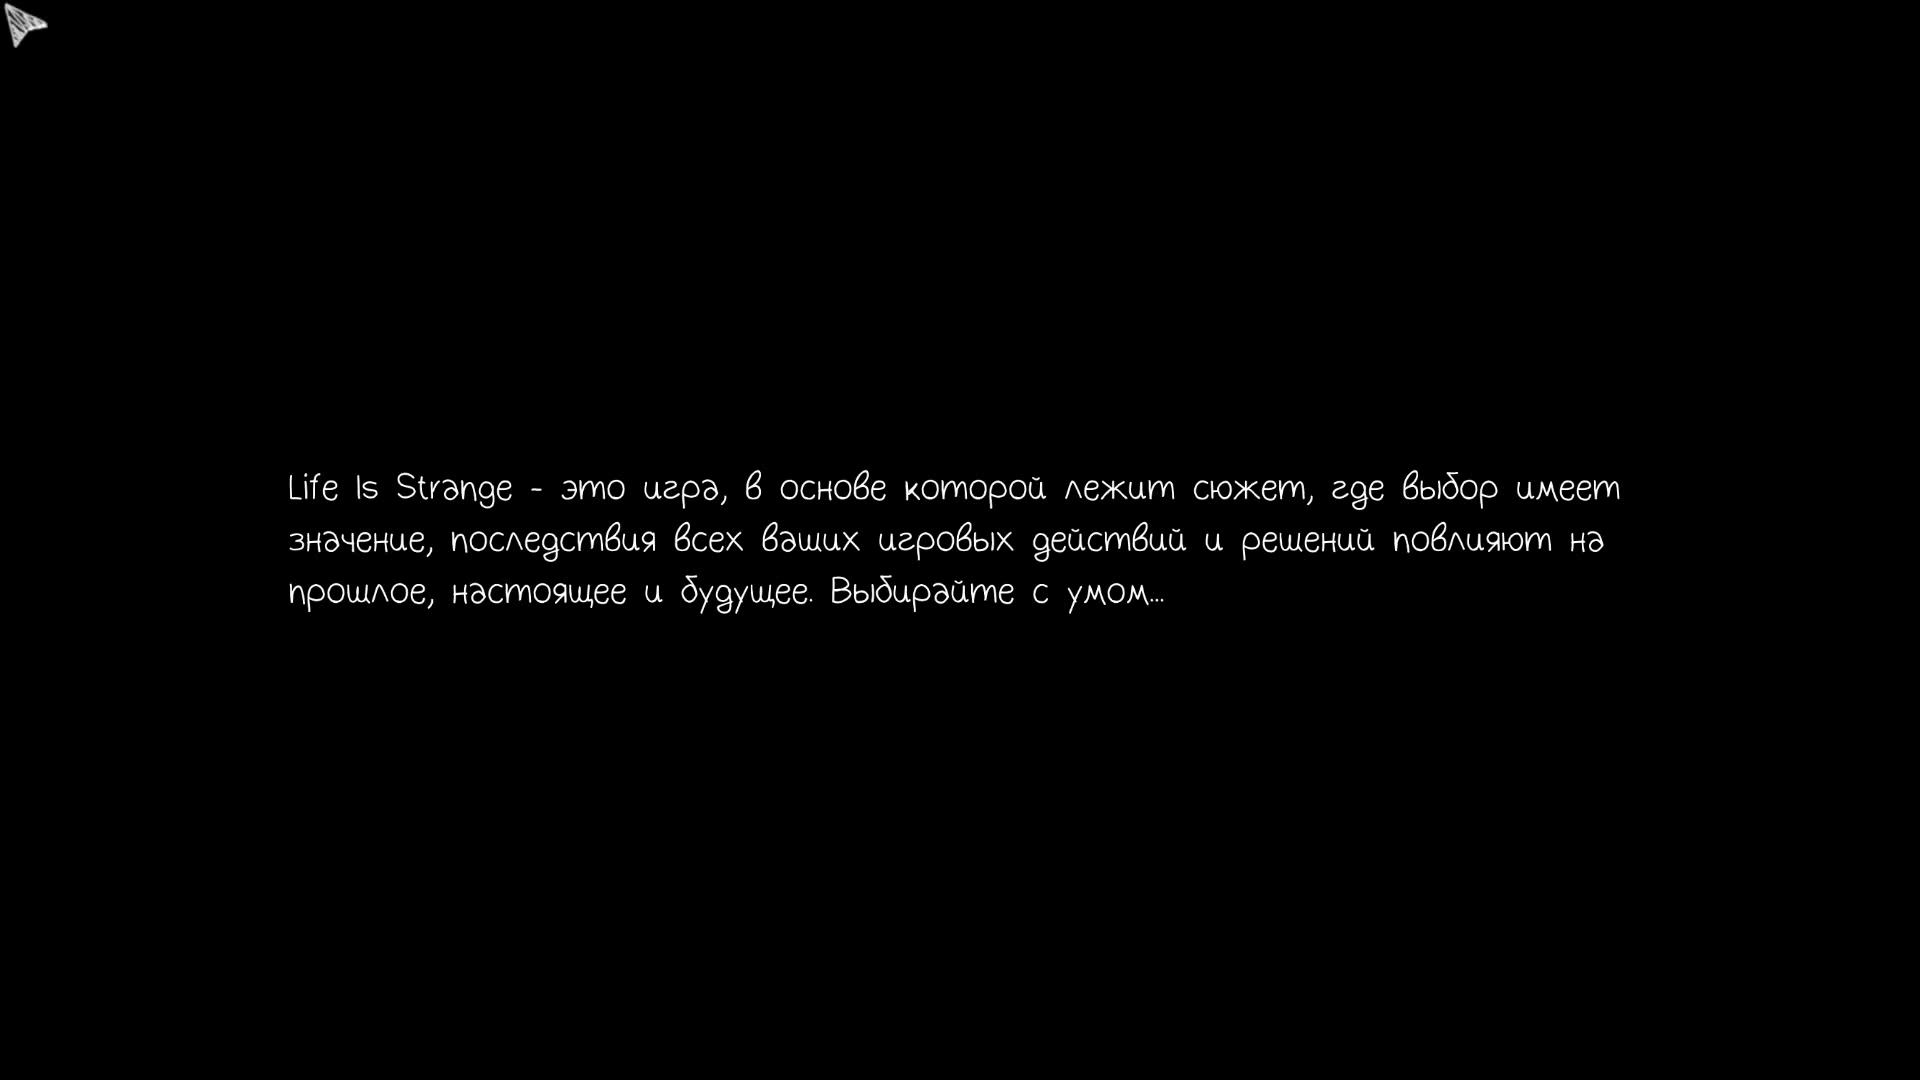 Life Is Strange - это игра, в основе которой лежит сюжет, где выбор имеет
значение, последствия всех ваших игровых действий и решений повлияют на
прошлое, настоящее и будущее. Выбирайте с умом...